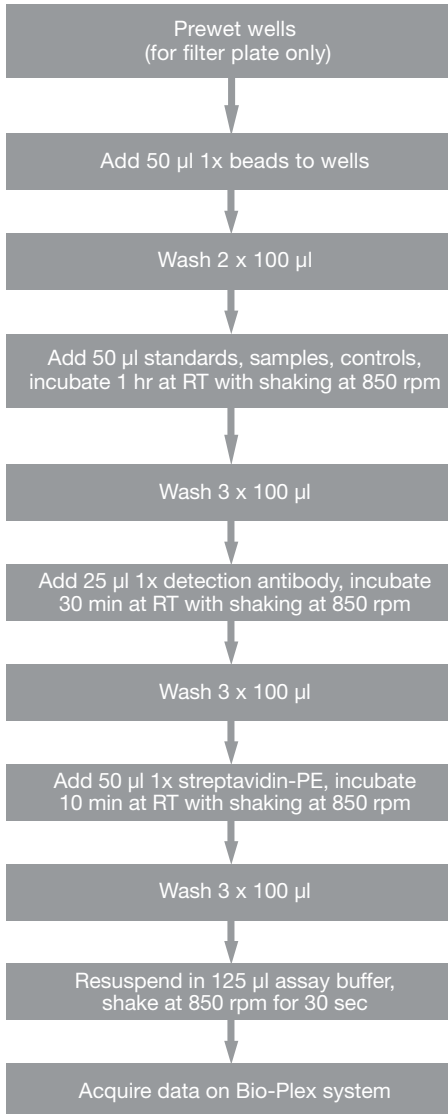 Prewet wells
(for filter plate only)
Add 50 µl 1x beads to wells
Wash 2 x 100 µl
Add 50 µl standards, samples, controls,
incubate 1 hr at RT with shaking at 850 rpm
Wash 3 x 100 µl
Add 25 µl 1x detection antibody, incubate
30 min at RT with shaking at 850 rpm
Wash 3 x 100 µl
Add 50 µl 1x streptavidin-PE, incubate
10 min at RT with shaking at 850 rpm
Wash 3 x 100 µl
Resuspend in 125 µl assay buffer,
shake at 850 rpm for 30 sec
Acquire data on Bio-Plex system